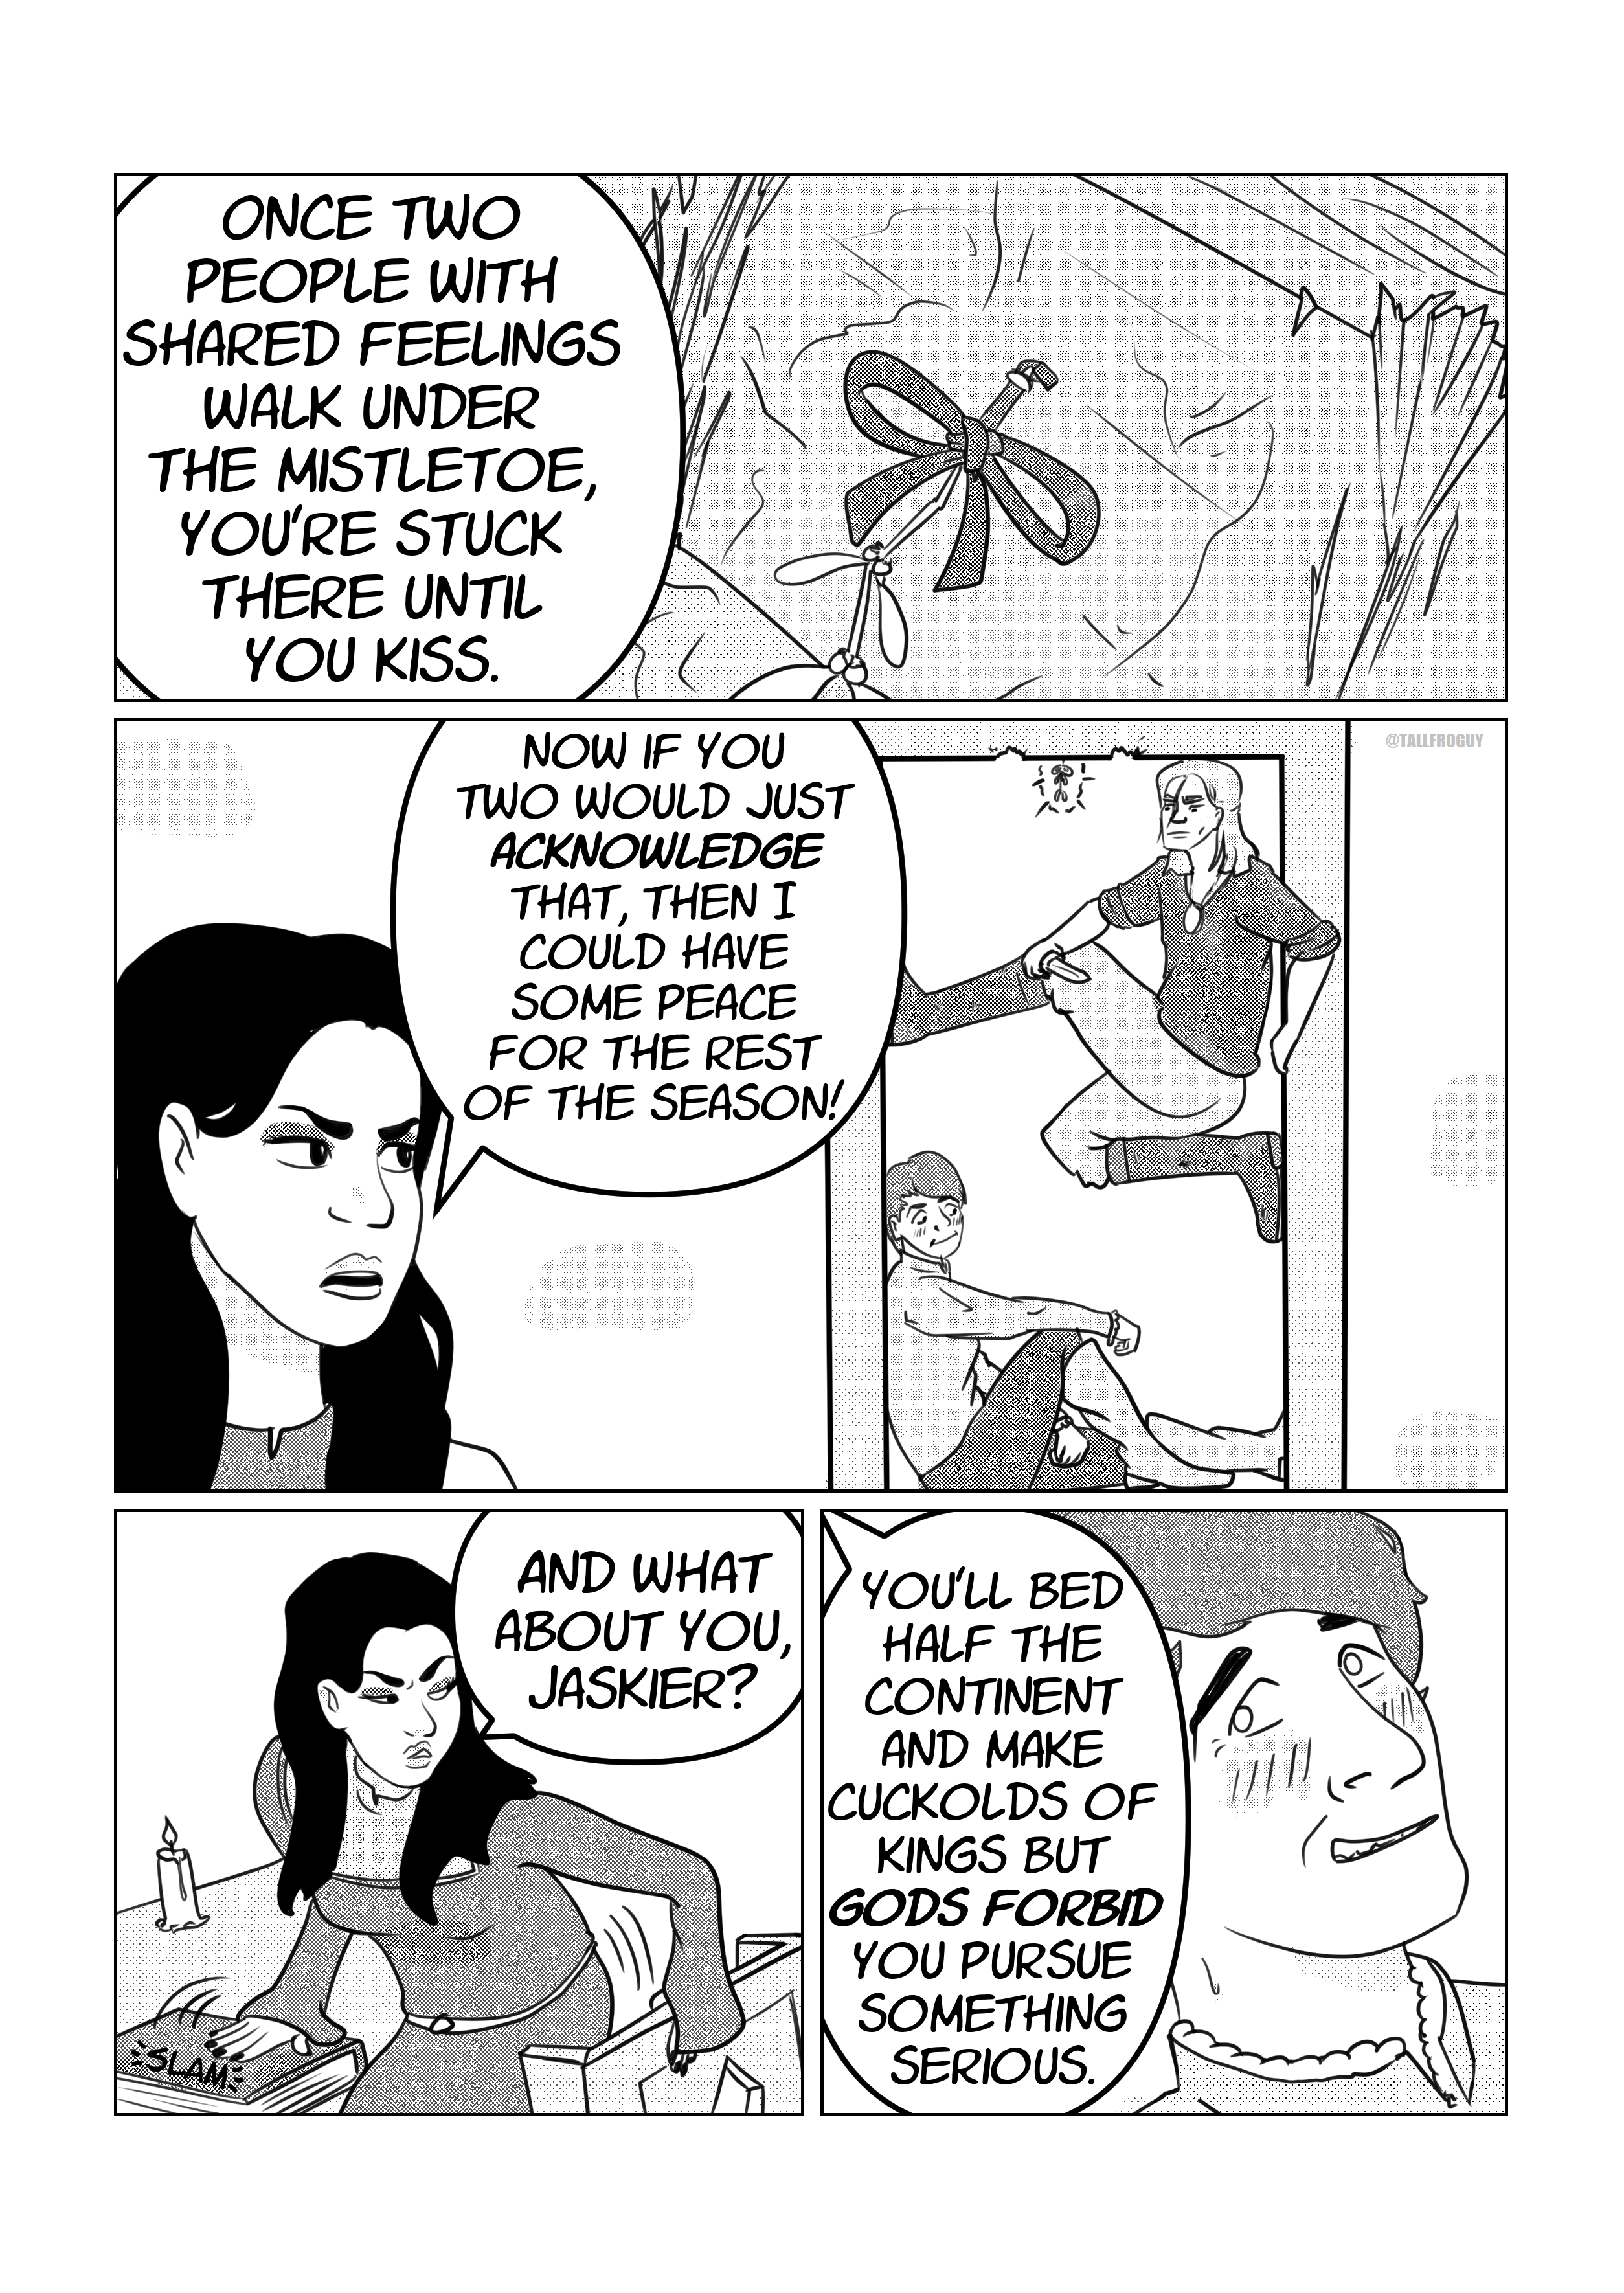 ONCE TWO
PEOPLE WITH
SHARED FEELINGS
WALK UNDER
THE MISTLETOE,
YOU'RE STUCK
THERE UNTIL
YOU KISS.
NOW IF YOU
TWO WOULD JUST
ACKNOWLEDGE
THAT, THEN I
COULD HAVE
SOME PEACE
FOR THE REST
OF THE SEASON!
@TALLFROGUY
AND WHAT
ABOUT YOU,
JASKIER?
SLAM
YOU'LL BED
HALF THE
CONTINENT
AND MAKE
CUCKOLDS OF
KINGS BUT
GODS FORBID
YOU PURSUE
SOMETHING
SERIOUS.